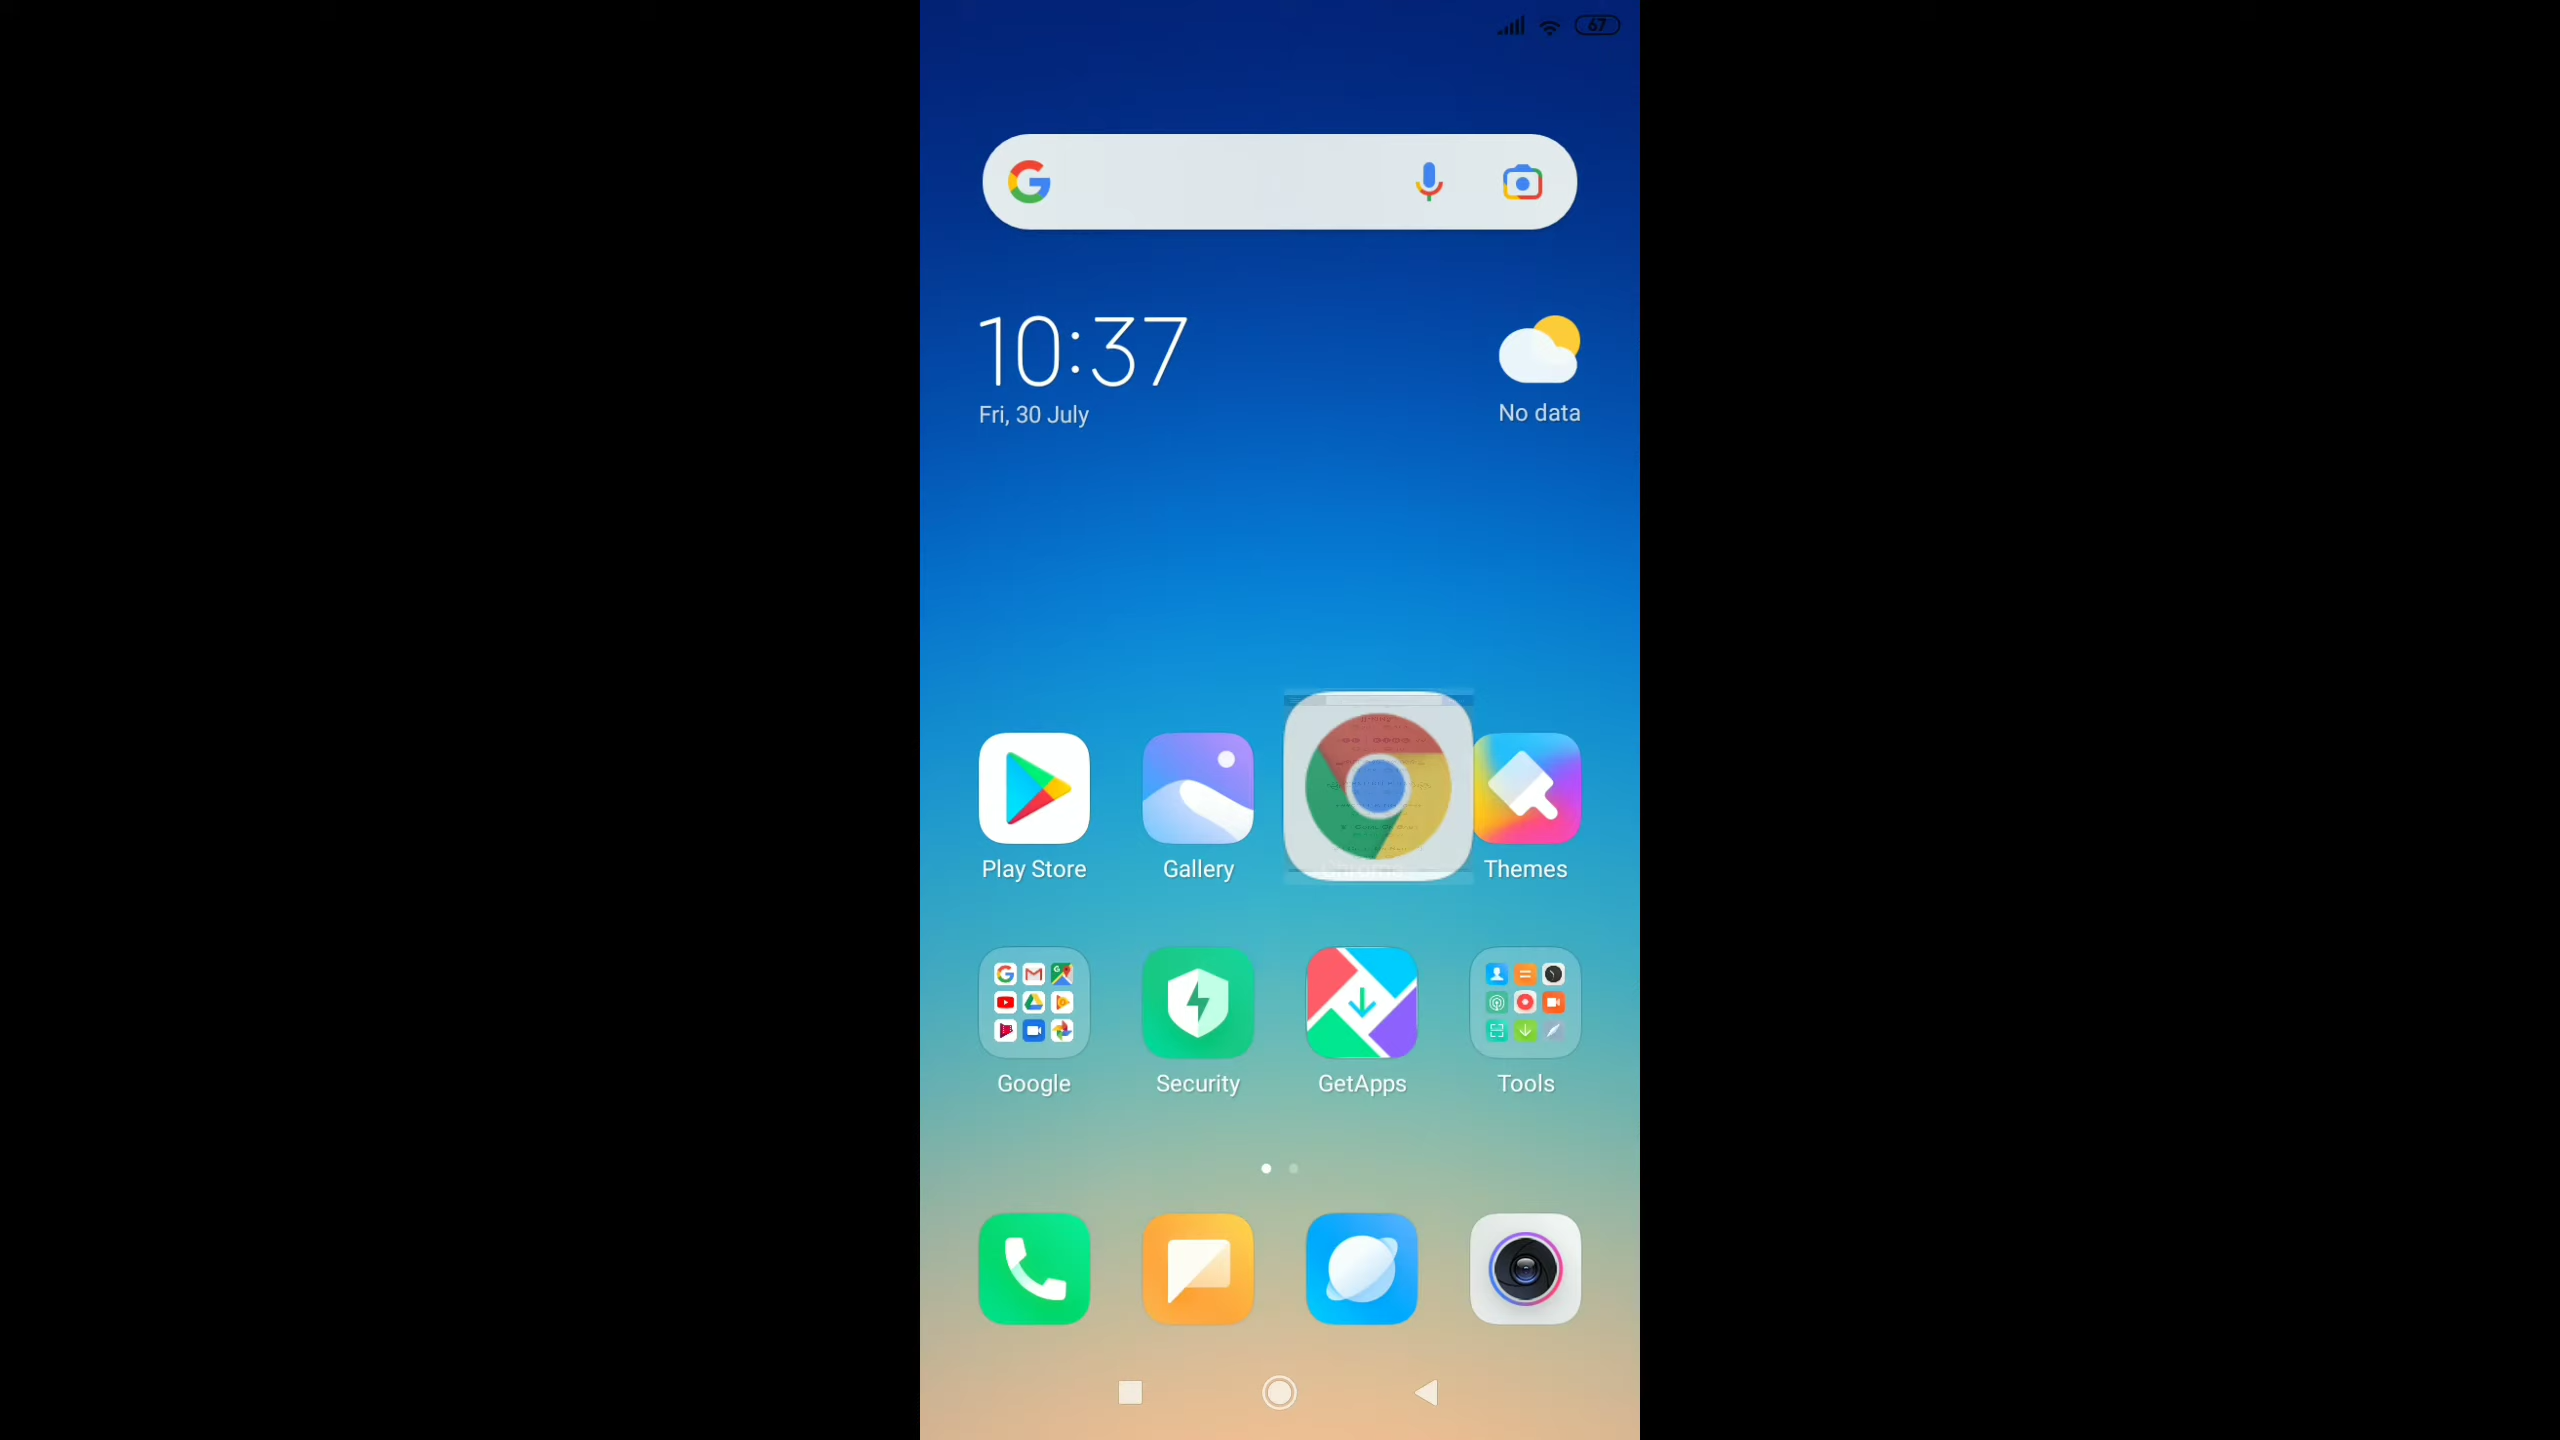 67
10:37
Fri, 30 July
No data
Play Store
Gallery
Themes
Google
Security
GetApps
Tools